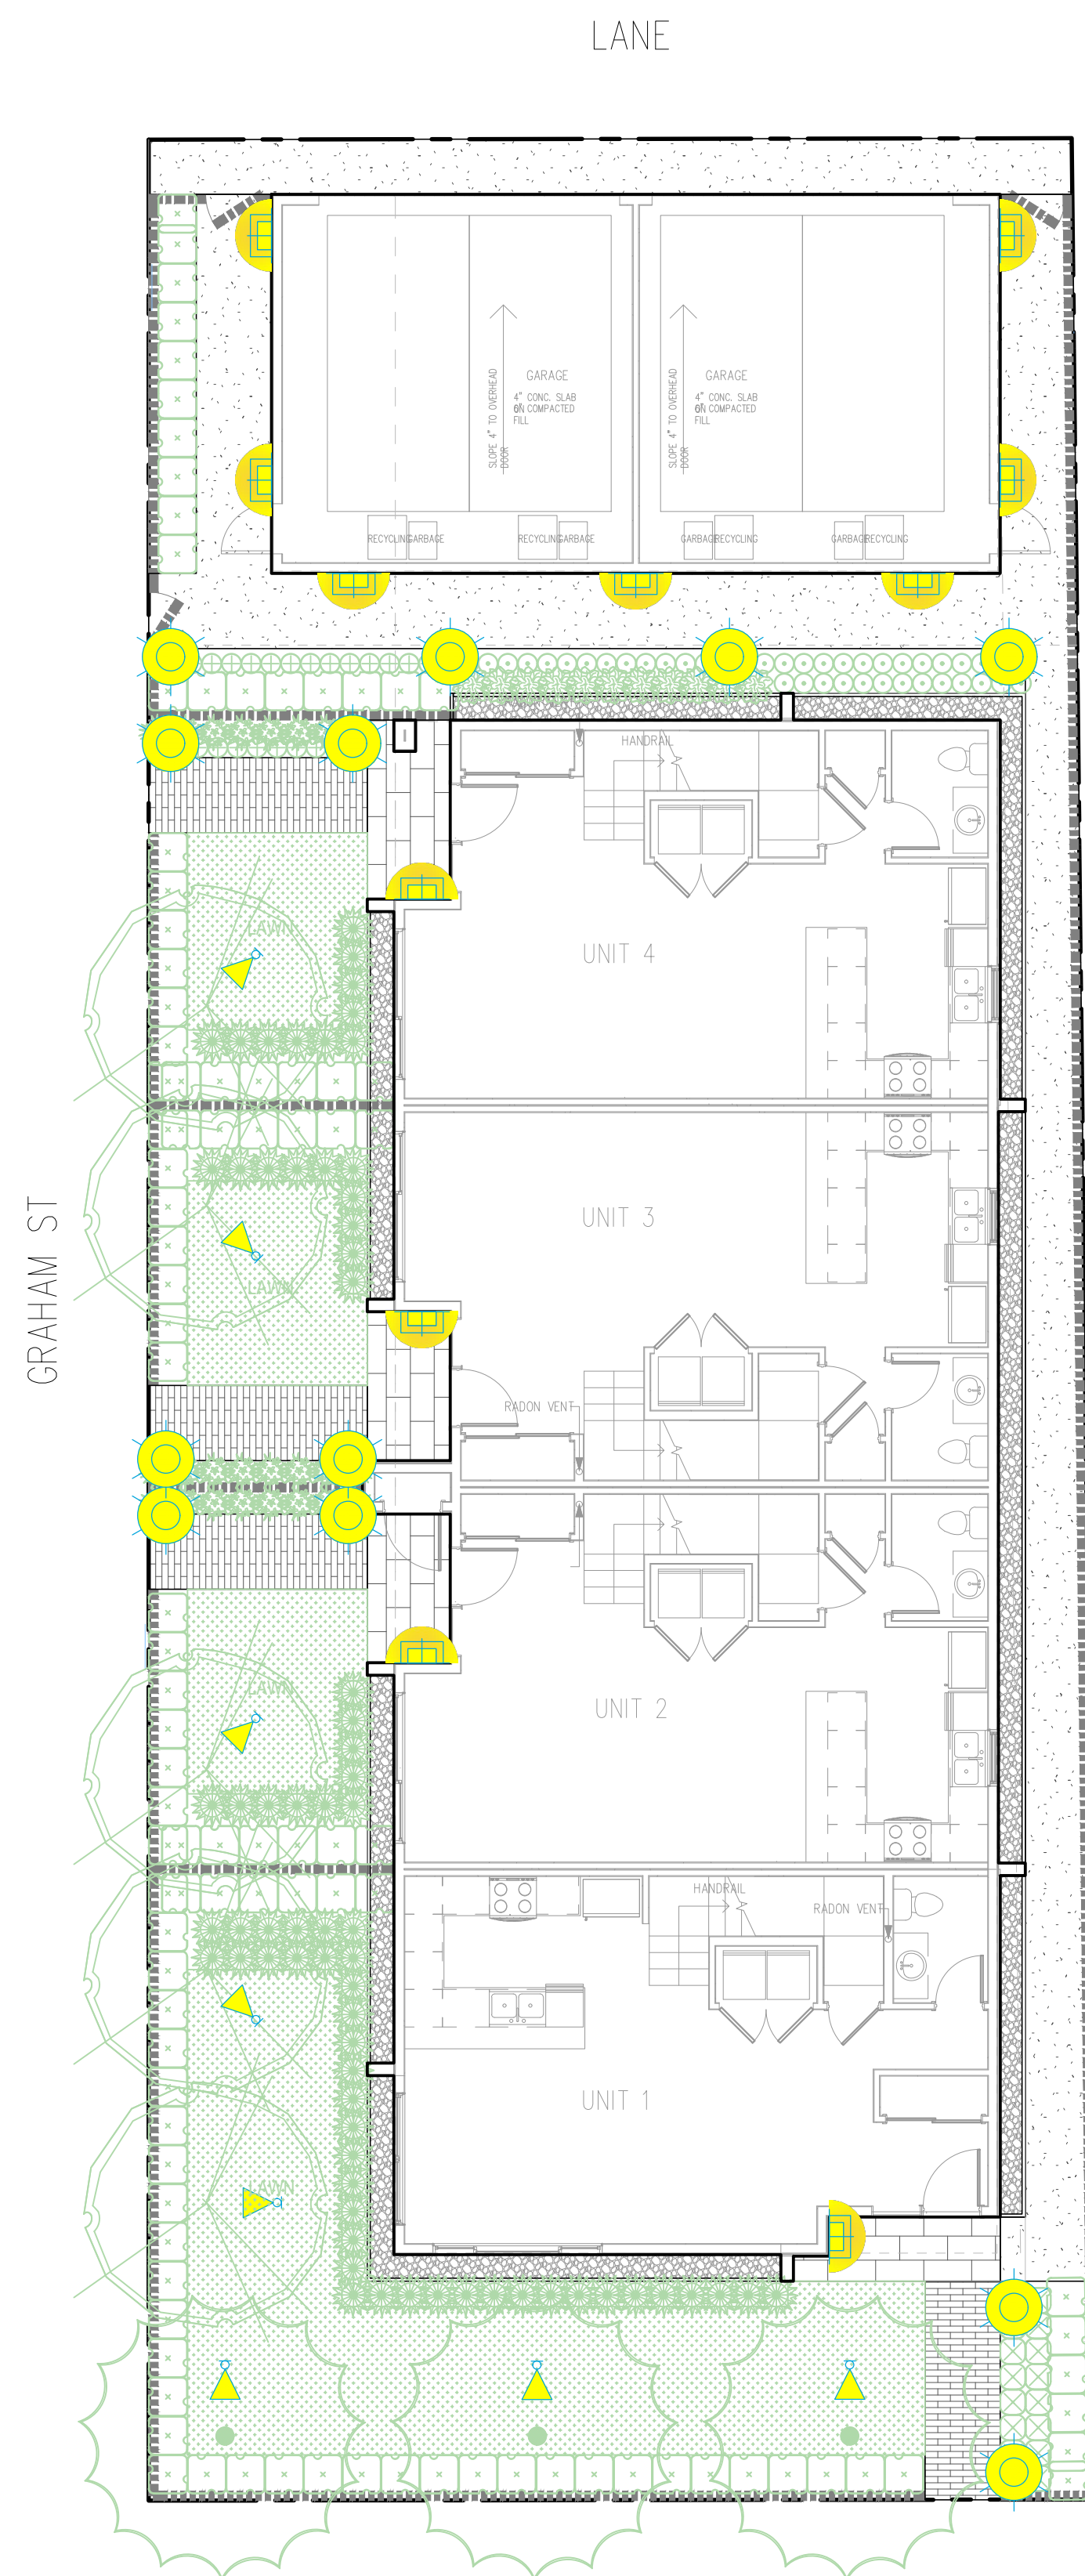 LANE
GARAGE
4" CONC. SLAB
ON COMPACTED
FILL
SLOPE 4" TO OVERHEAD
DOOR
GARAGE
4" CONC. SLAB
ON COMPACTED
FILL
SLOPE 4" TO OVERHEAD
DOOR
RECYCLING
GARBAGE
RECYCLING
GARBAGE
GARBAGE
RECYCLING
GARBAGE
RECYCLING
HANDRAIL
LAWN
UNIT 4
GRAHAM ST
UNIT 3
LAWN
RADON VENT
LAWN
UNIT 2
HANDRAIL
RADON VENT
UNIT 1
LAWN